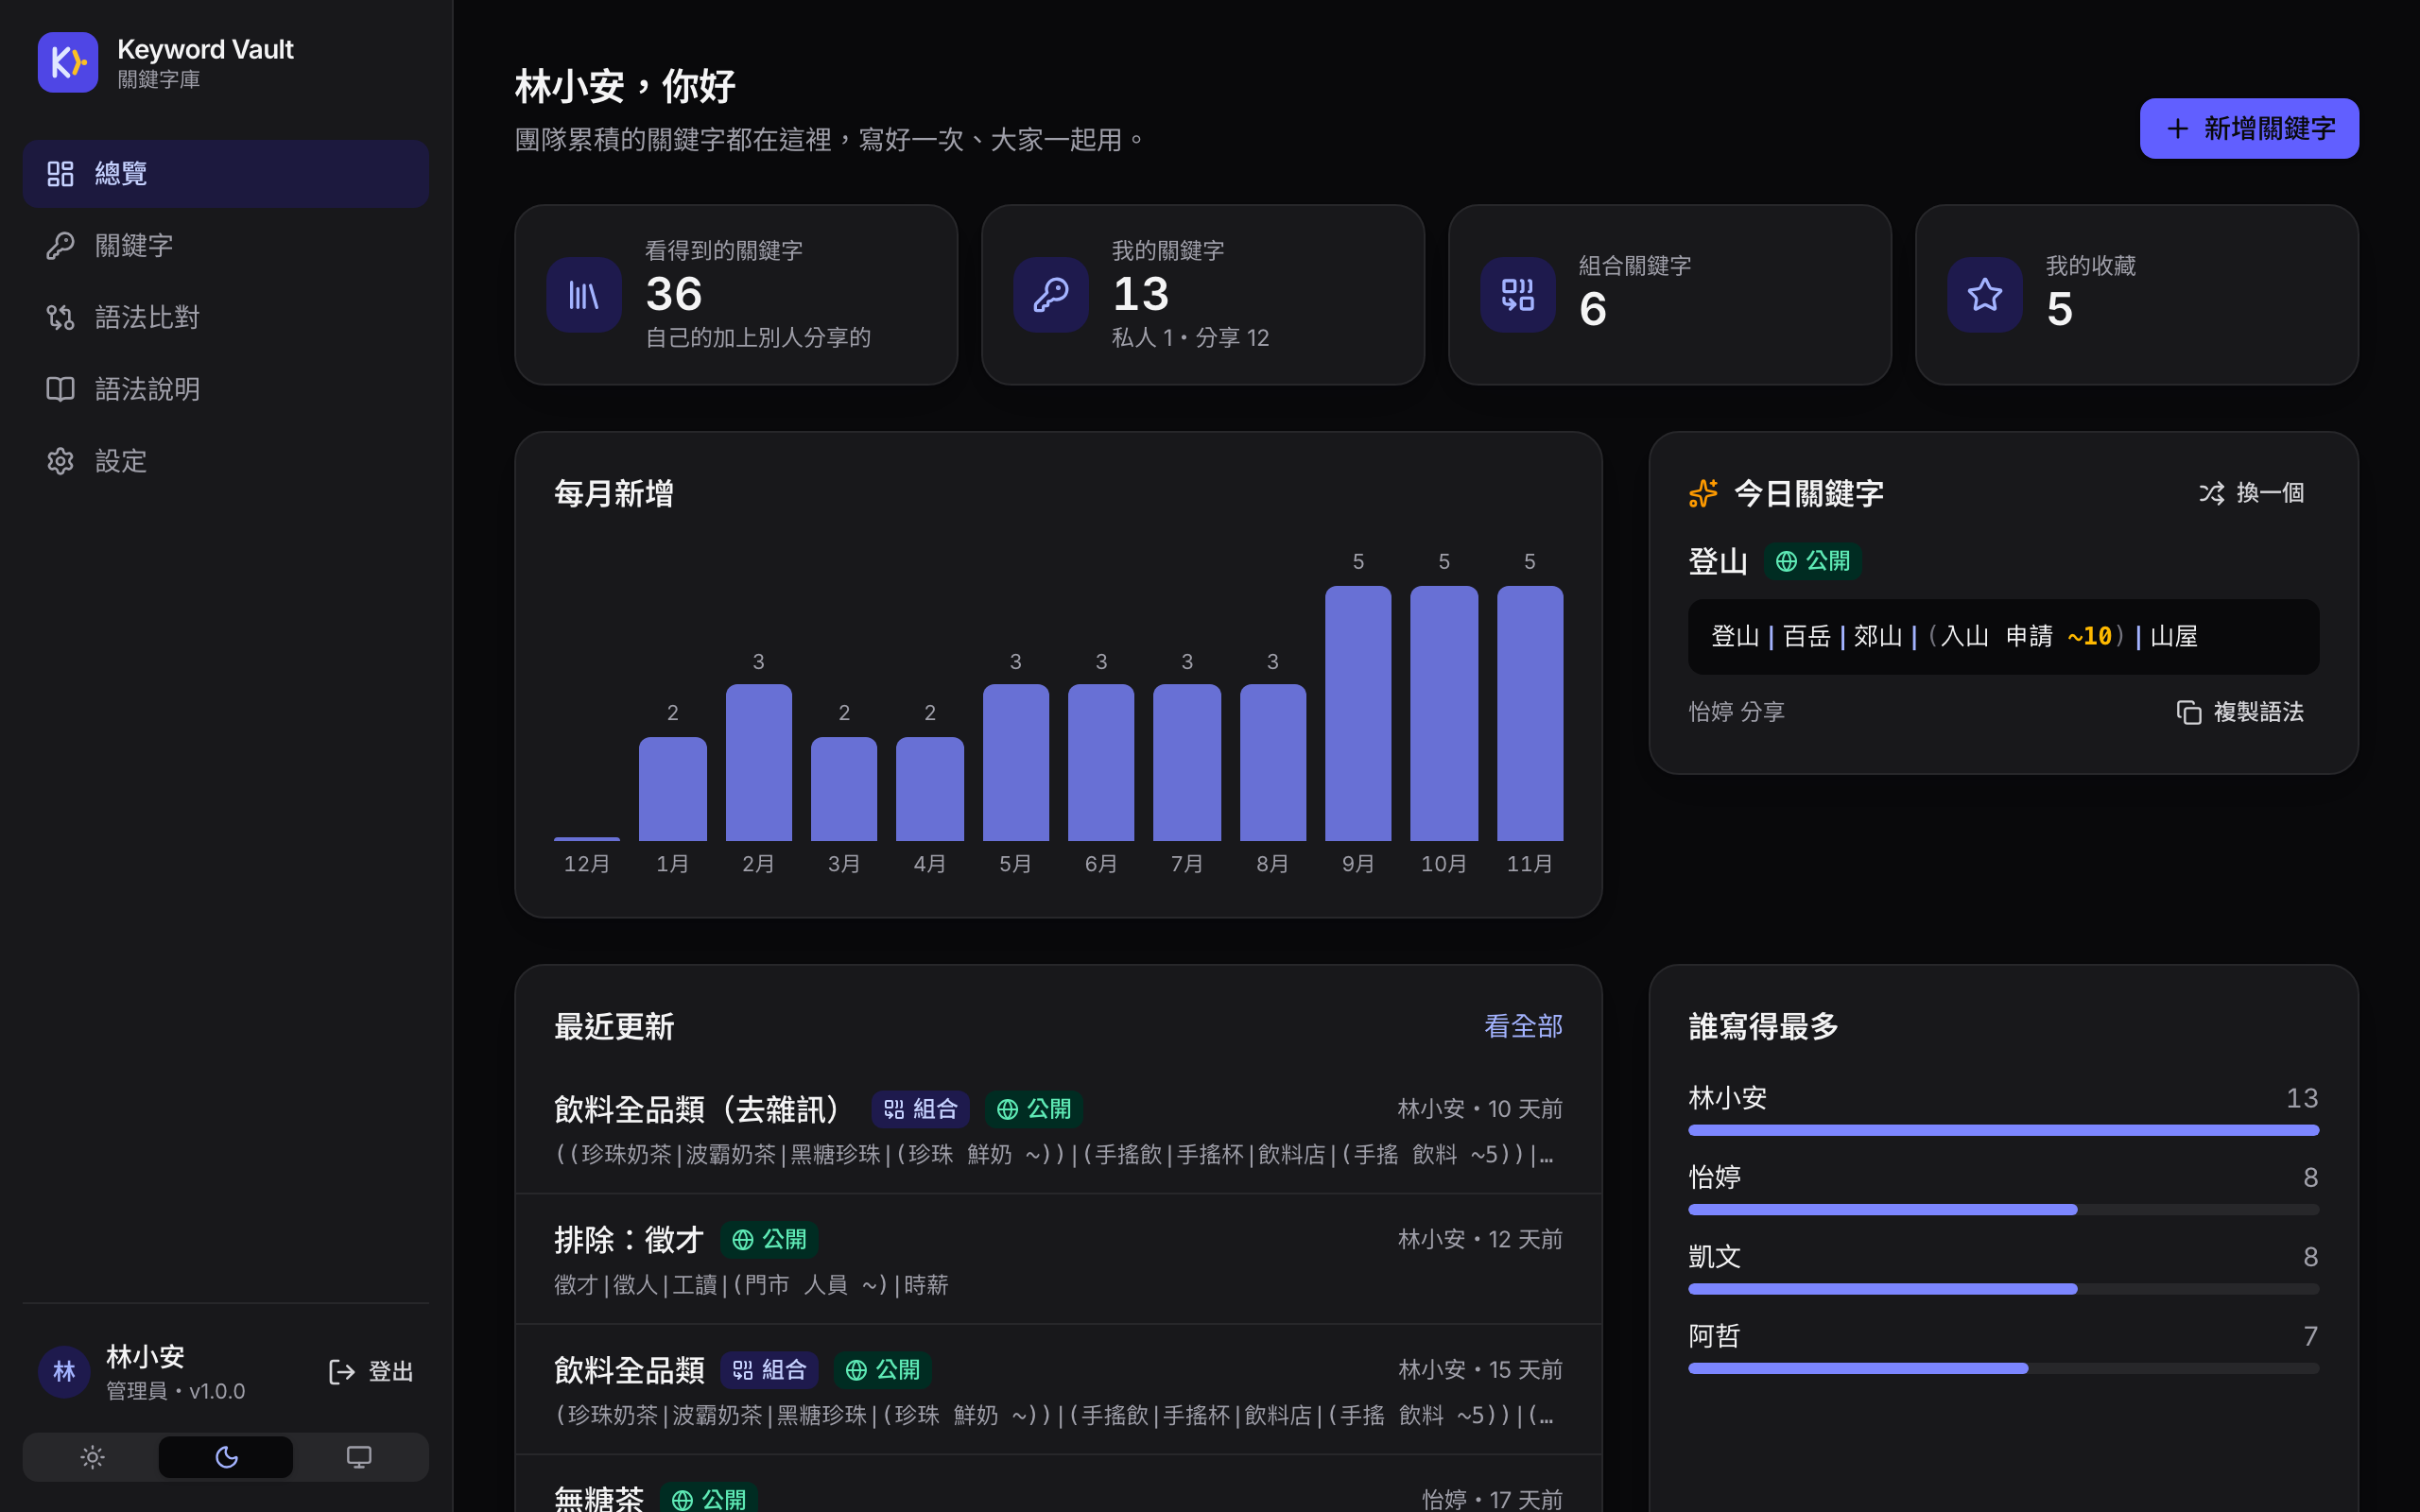 Keyword Vault
關鍵字庫
總覽
關鍵字
語法比對
語法說明
設定
林
林小安
管理員・v1.0.0
登出
林小安，你好
團隊累積的關鍵字都在這裡，寫好一次、大家一起用。
新增關鍵字
看得到的關鍵字
36
自己的加上別人分享的
我的關鍵字
13
私人 1・分享 12
組合關鍵字
6
我的收藏
5
每月新增
2 3 2 2 3 3 3 3 5 5 5
12月 1月 2月 3月 4月 5月 6月 7月 8月 9月 10月 11月
今日關鍵字
換一個
登山 公開
登山|百岳|郊山|(入山 申請 ~10)|山屋
怡婷 分享
複製語法
最近更新
看全部
飲料全品類（去雜訊） 組合 公開 林小安・10 天前
((珍珠奶茶|波霸奶茶|黑糖珍珠|(珍珠 鮮奶 ~))|(手搖飲|手搖杯|飲料店|(手搖 飲料 ~5))|…
排除：徵才 公開 林小安・12 天前
徵才|徵人|工讀|(門市 人員 ~)|時薪
飲料全品類 組合 公開 林小安・15 天前
(珍珠奶茶|波霸奶茶|黑糖珍珠|(珍珠 鮮奶 ~))|(手搖飲|手搖杯|飲料店|(手搖 飲料 ~5))|(…
無糖茶 公開 怡婷・17 天前
誰寫得最多
林小安 13
怡婷 8
凱文 8
阿哲 7